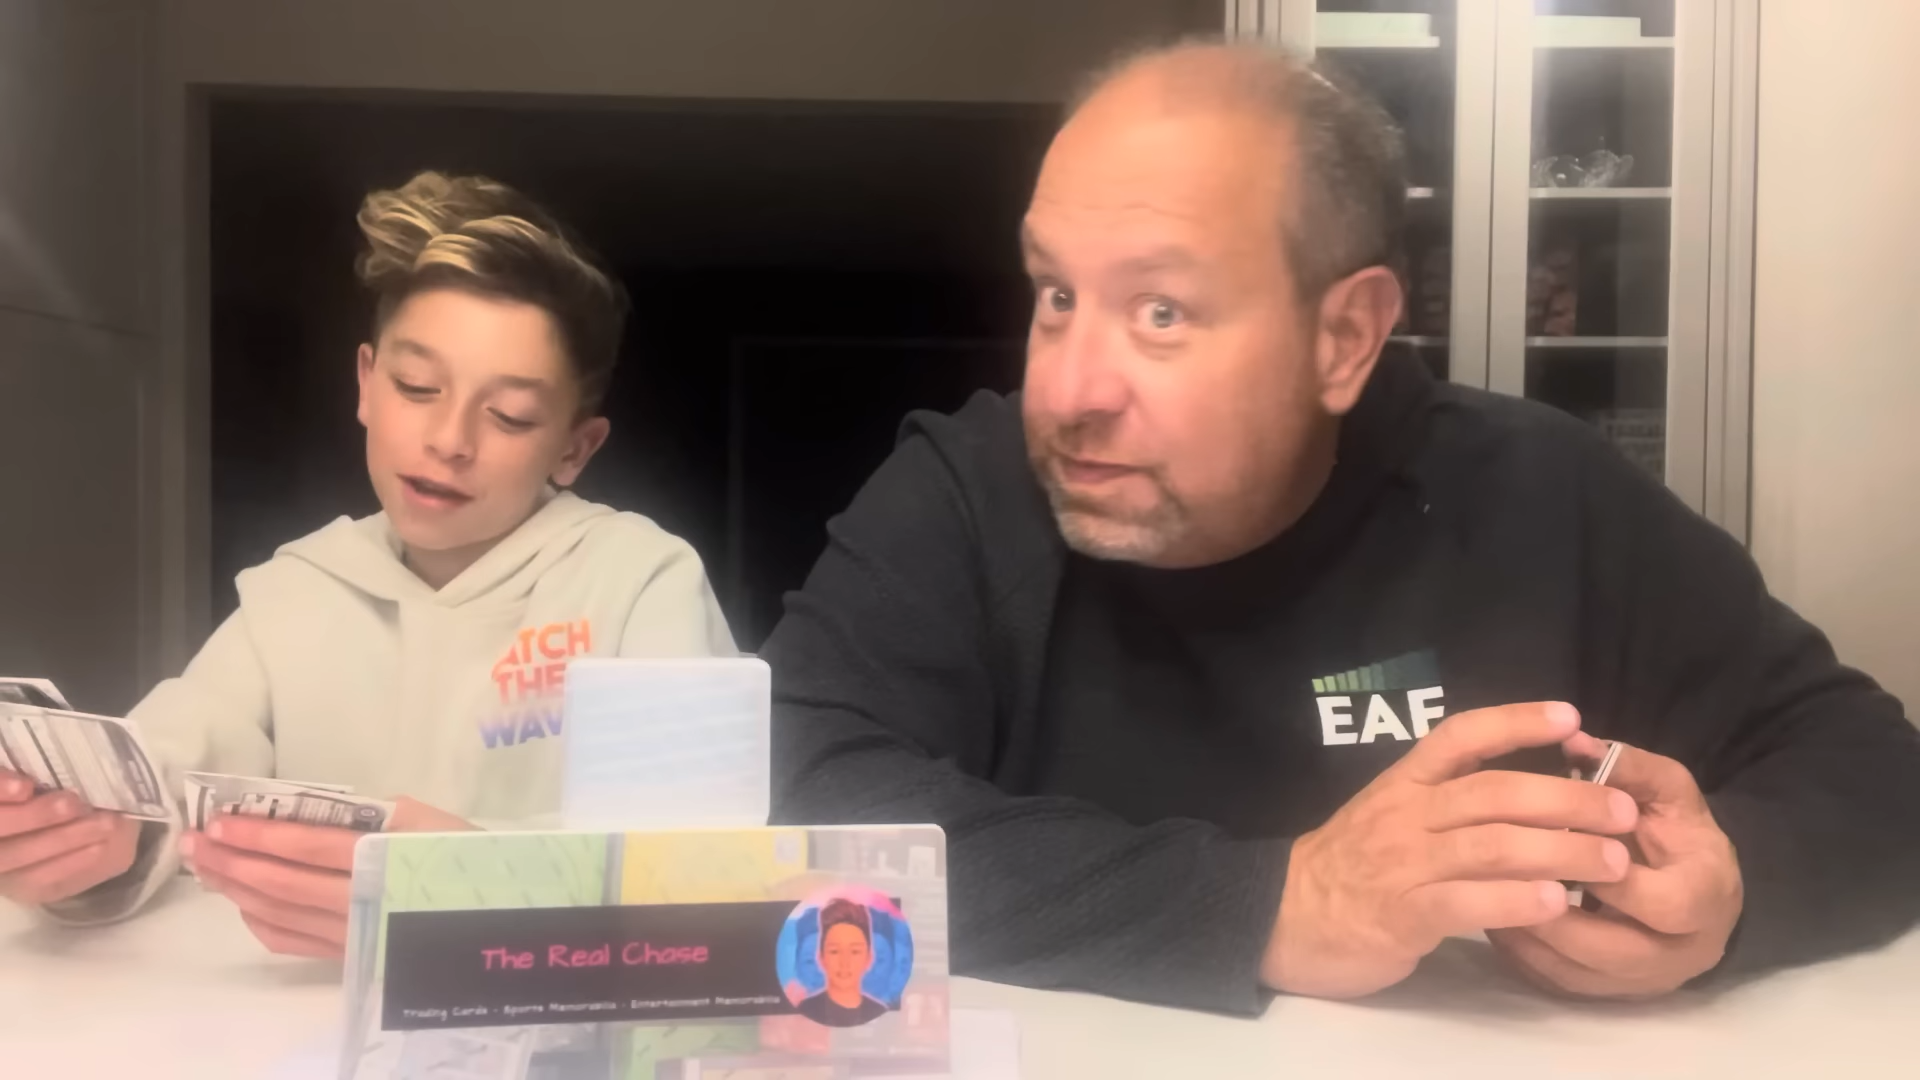 ATCH
THE
WAV
EAF
The Real Chase
Trading Cards - Sports Memorabilia - Entertainment Memorabilia